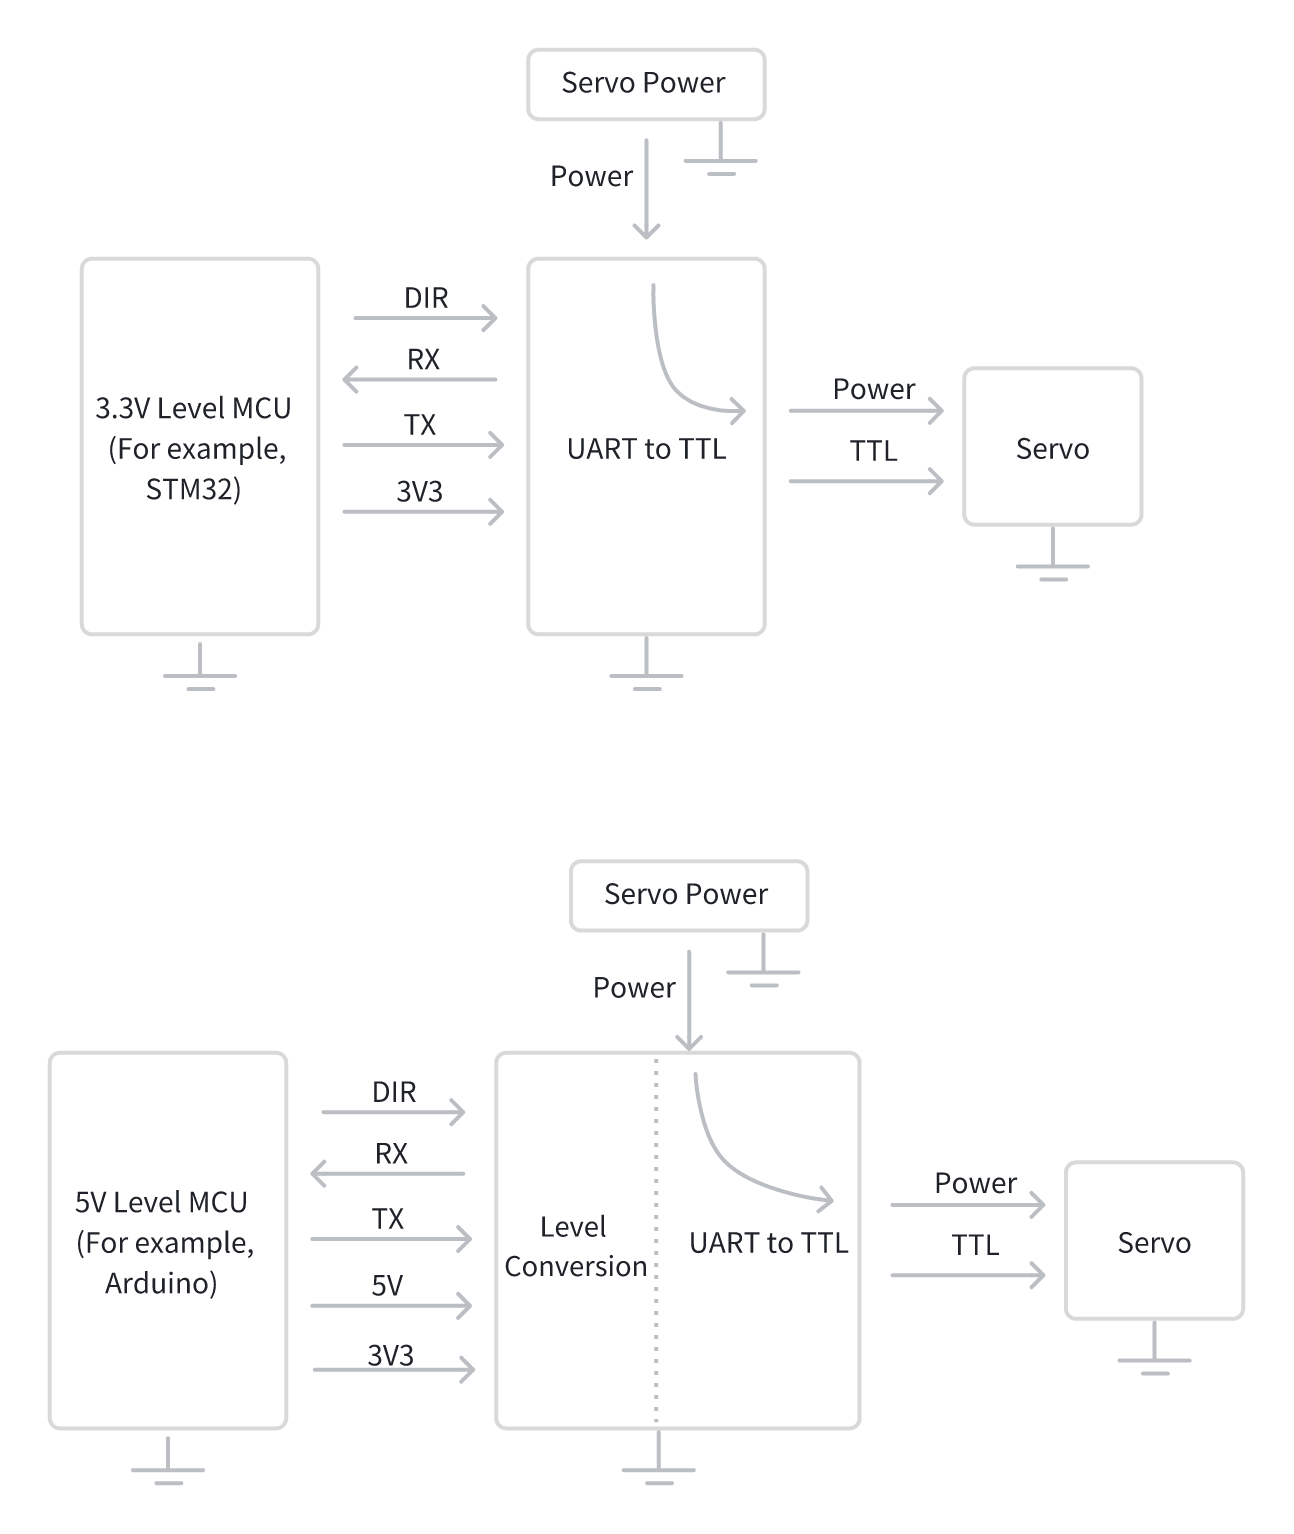 Servo Power
Power
DIR
RX
TX
3V3
3.3V Level MCU
(For example,
STM32)
UART to TTL
Power
TTL
Servo
Servo Power
Power
DIR
RX
TX
5V
3V3
5V Level MCU
(For example,
Arduino)
Level
Conversion
UART to TTL
Power
TTL
Servo